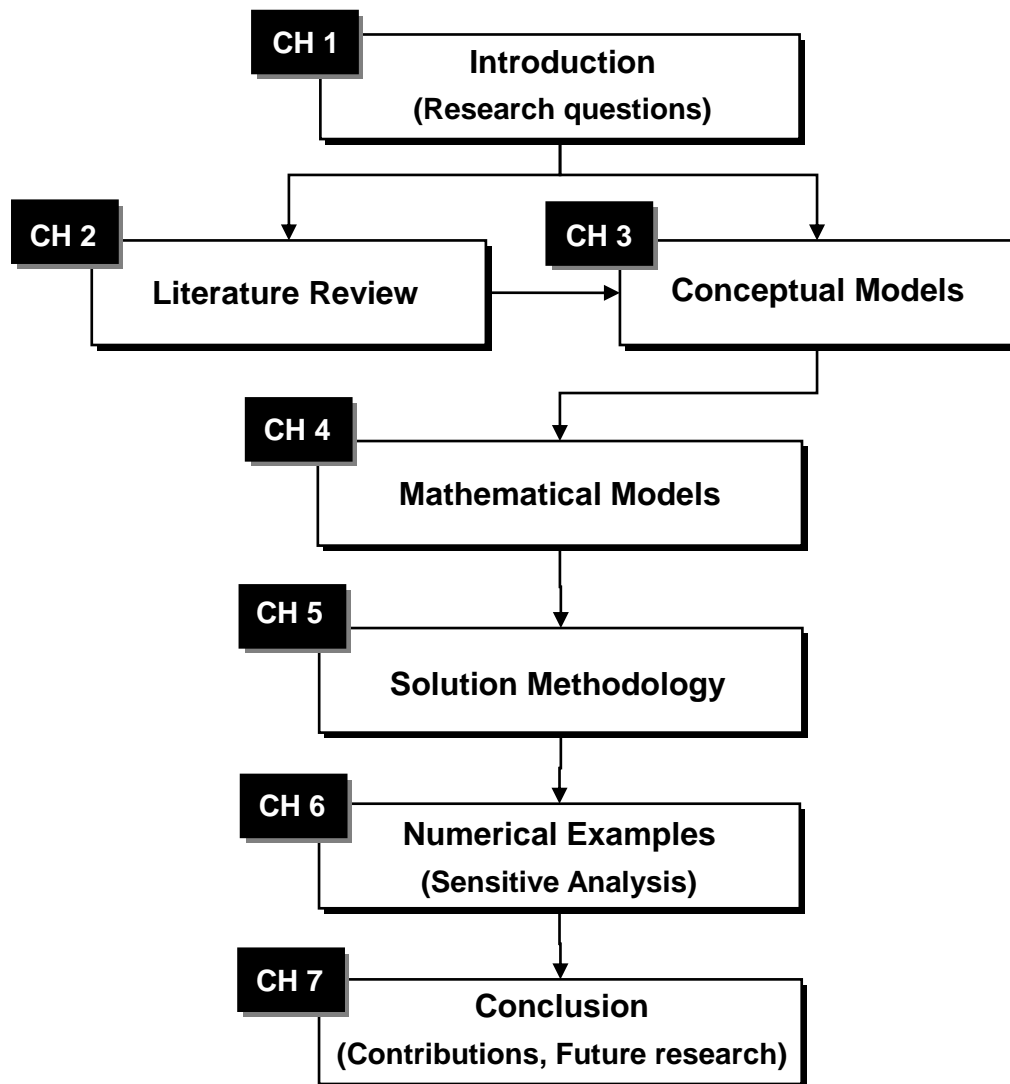 CH 1
Introduction
(Research questions)
CH 2
Literature Review
CH 3
Conceptual Models
CH 4
Mathematical Models
CH 5
Solution Methodology
CH 6
Numerical Examples
(Sensitive Analysis)
CH 7
Conclusion
(Contributions, Future research)